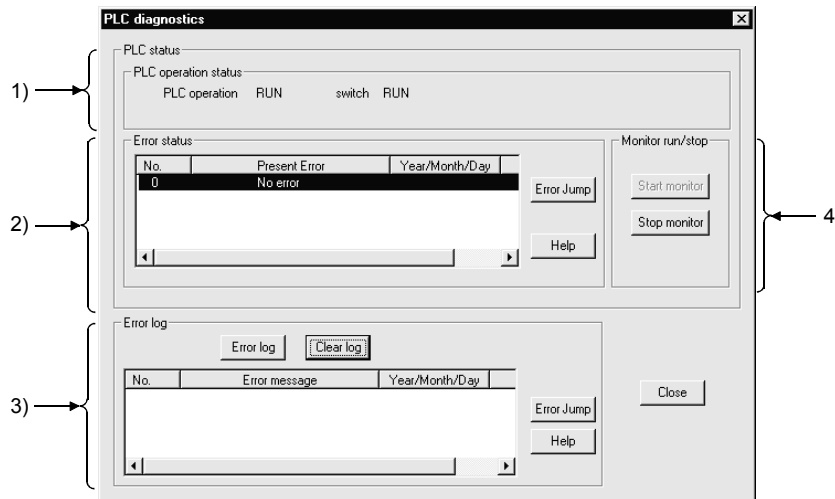 PLC diagnostics
PLC status
PLC operation status
1)
PLC operation RUN switch RUN
Error status
Monitor run/stop
No. Present Error Year/Month/Day
0 No error
Error Jump
Start monitor
2)
Stop monitor
4
Help
Error log
Error log Clear log
No. Error message Year/Month/Day
Close
3)
Error Jump
Help